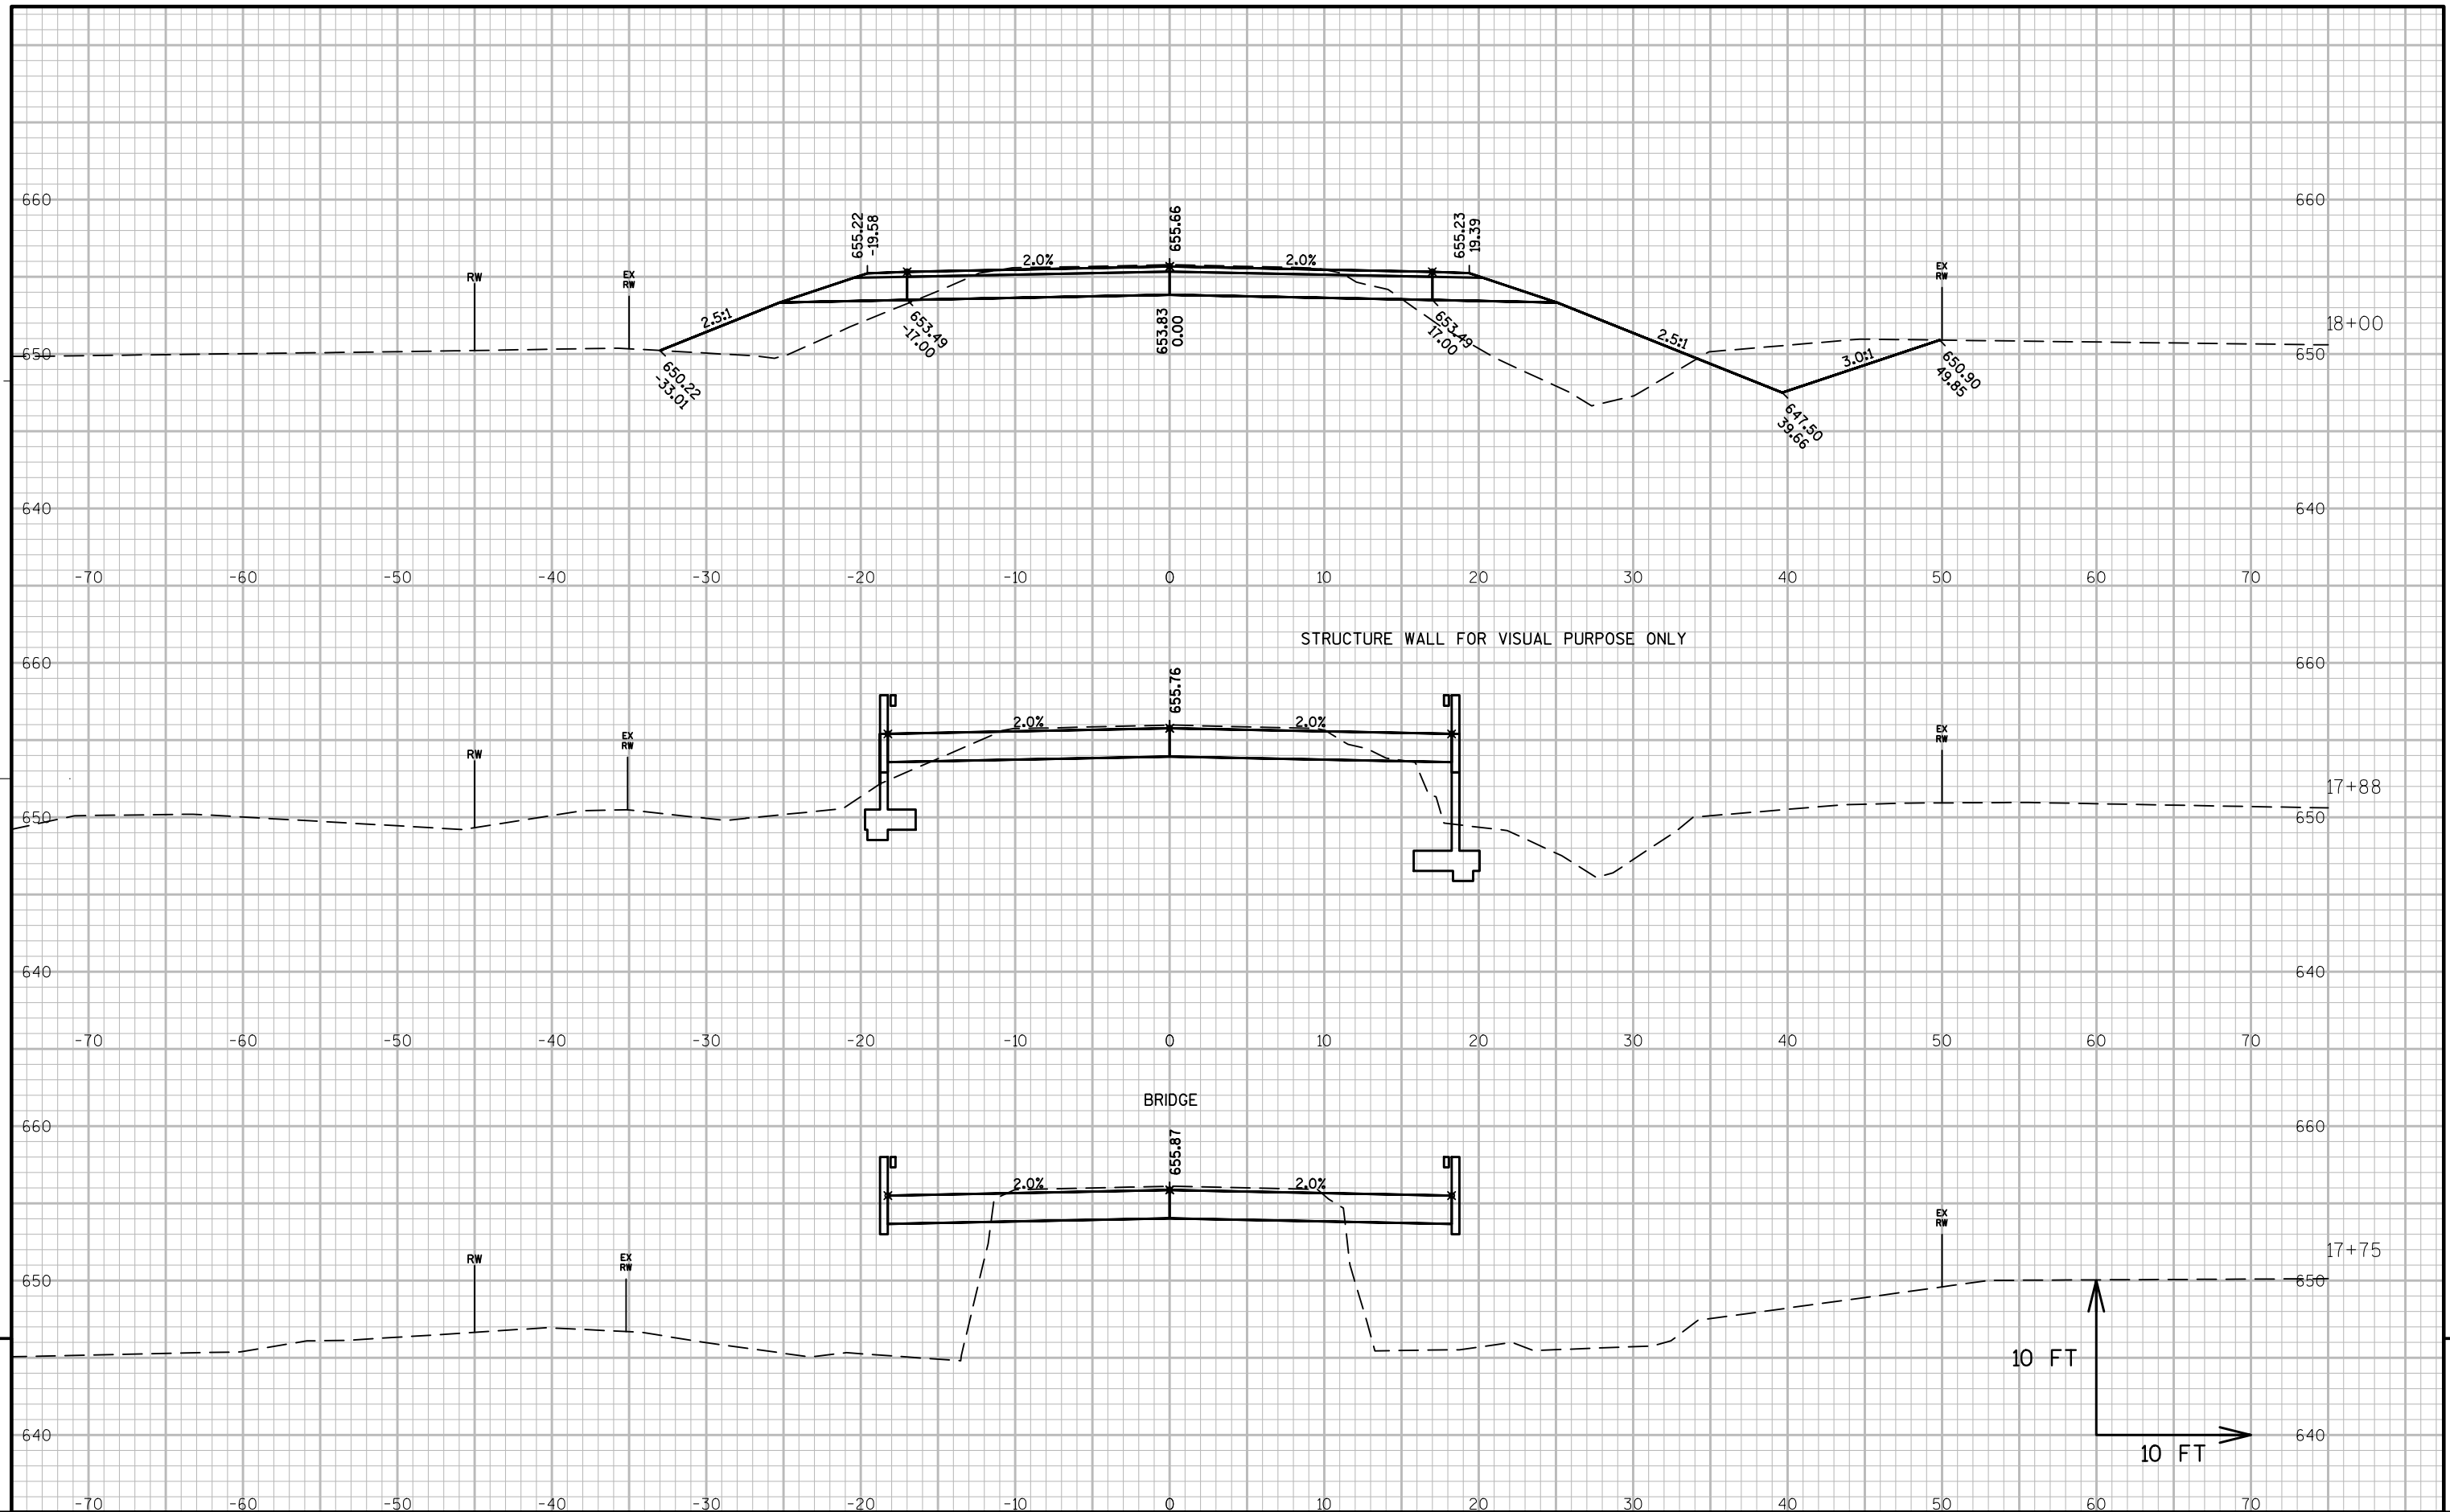 660 660
655.22
-19.58
655.66
655.23
19.39
RW
EX
RW
2.0% 2.0%
EX
RW
2.5:1
653.49
-17.00
653.83
0.00
653.49
17.00
2.5:1
3.0:1
18+00
650 650
650.22
-33.01
650.90
49.85
647.50
39.66
640 640
-70 -60 -50 -40 -30 -20 -10 0 10 20 30 40 50 60 70
STRUCTURE WALL FOR VISUAL PURPOSE ONLY
660 660
655.76
2.0% 2.0%
RW
EX
RW
EX
RW
17+88
650 650
640 640
-70 -60 -50 -40 -30 -20 -10 0 10 20 30 40 50 60 70
BRIDGE
660 660
655.87
2.0% 2.0%
RW
EX
RW
EX
RW
17+75
650 650
10 FT
640 640
10 FT
-70 -60 -50 -40 -30 -20 -10 0 10 20 30 40 50 60 70